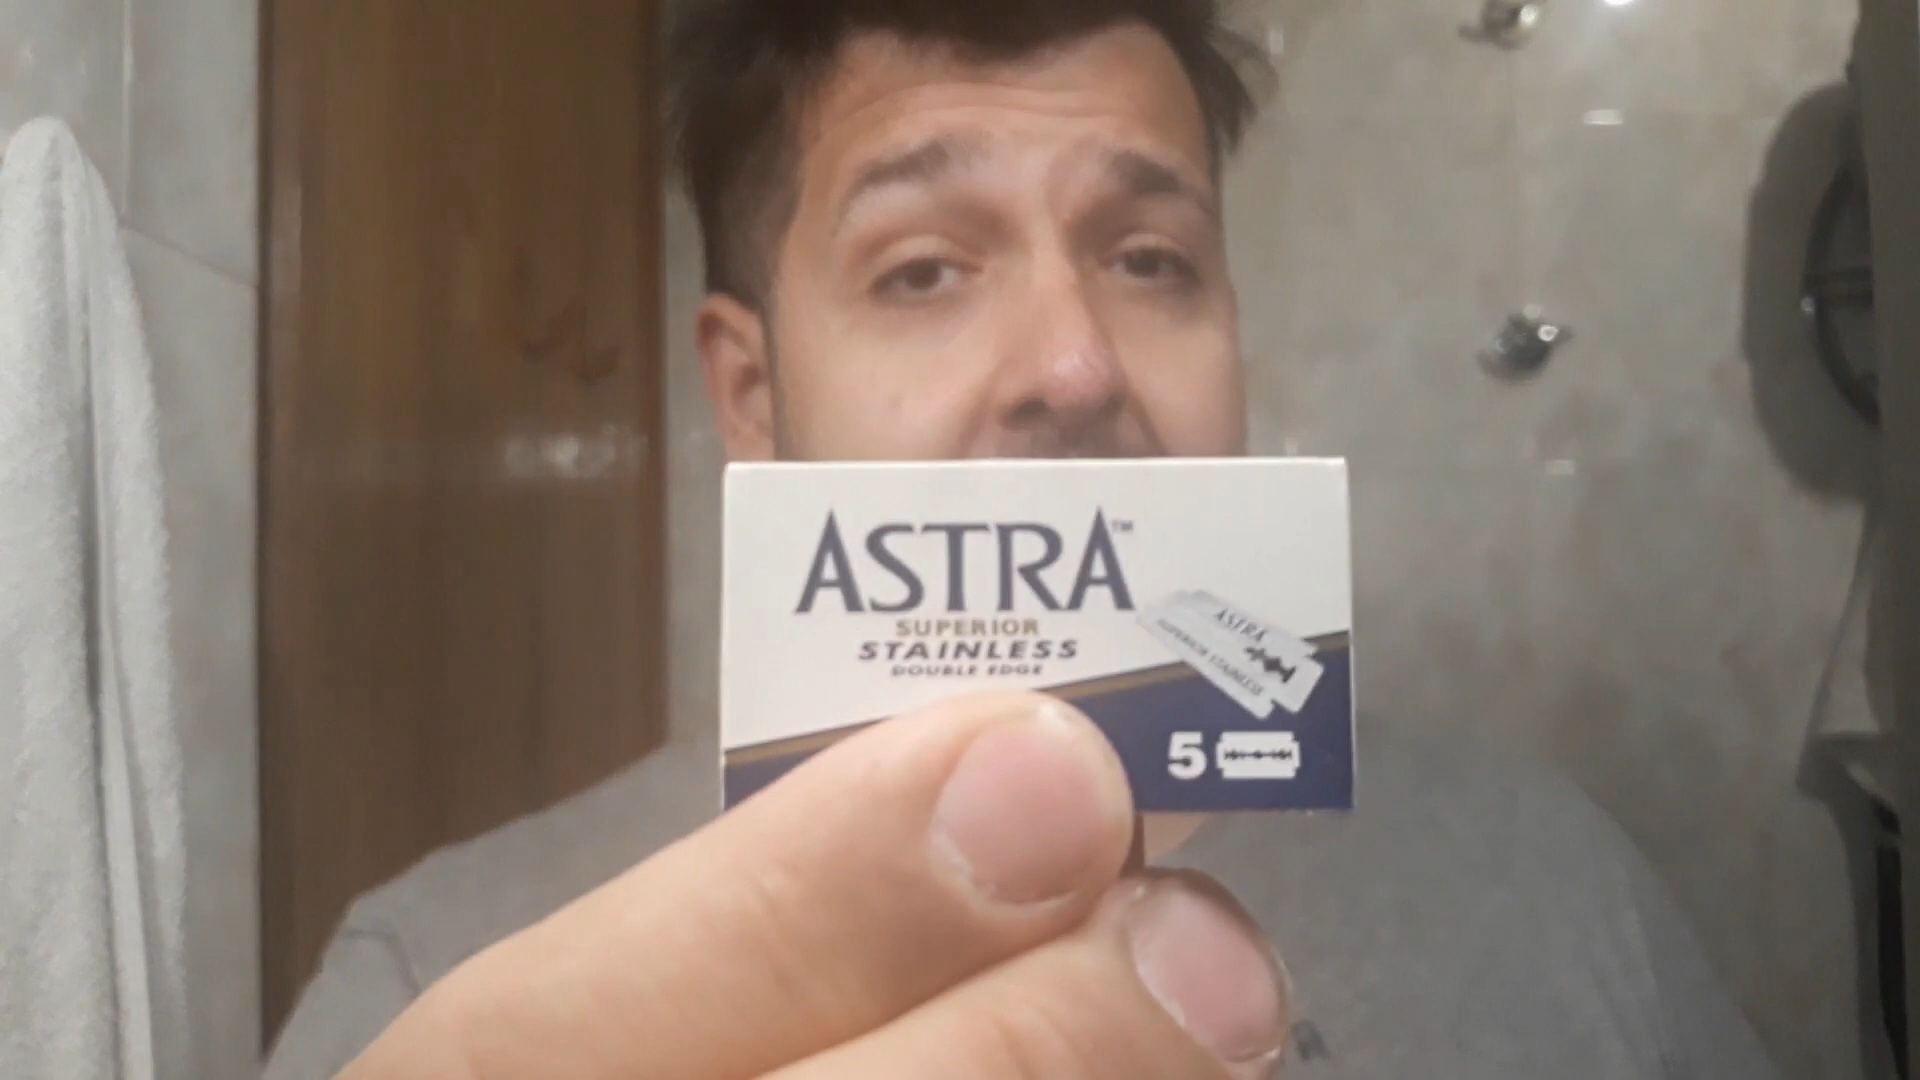 ASTRA™
SUPERIOR
STAINLESS
DOUBLE EDGE
ASTRA
SUPERIOR STAINLESS
5